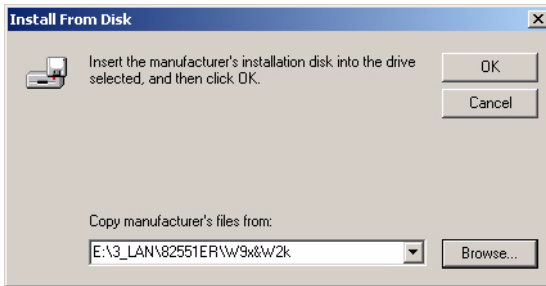 Install From Disk
Insert the manufacturer's installation disk into the drive
selected, and then click OK.
OK
Cancel
Copy manufacturer's files from:
E:\3_LAN\82551ER\W9x&W2k
Browse...